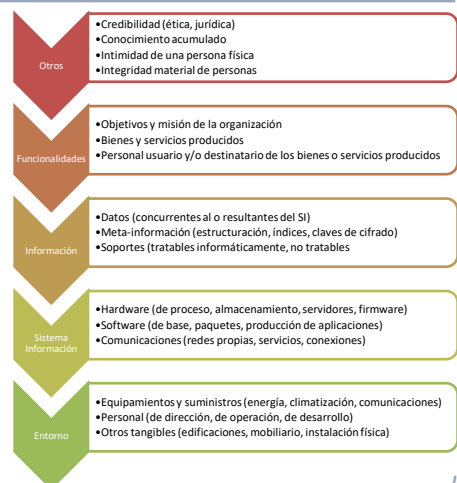 Otros
•Credibilidad (ética, jurídica)
•Conocimiento acumulado
•Intimidad de una persona física
•Integridad material de personas
Funcionalidades
•Objetivos y misión de la organización
•Bienes y servicios producidos
•Personal usuario y/o destinatario de los bienes o servicios producidos
Información
•Datos (concurrentes al o resultantes del SI)
•Meta-información (estructuración, índices, claves de cifrado)
•Soportes (tratables informáticamente, no tratables
Sistema
Información
•Hardware (de proceso, almacenamiento, servidores, firmware)
•Software (de base, paquetes, producción de aplicaciones)
•Comunicaciones (redes propias, servicios, conexiones)
Entorno
•Equipamientos y suministros (energía, climatización, comunicaciones)
•Personal (de dirección, de operación, de desarrollo)
•Otros tangibles (edificaciones, mobiliario, instalación física)